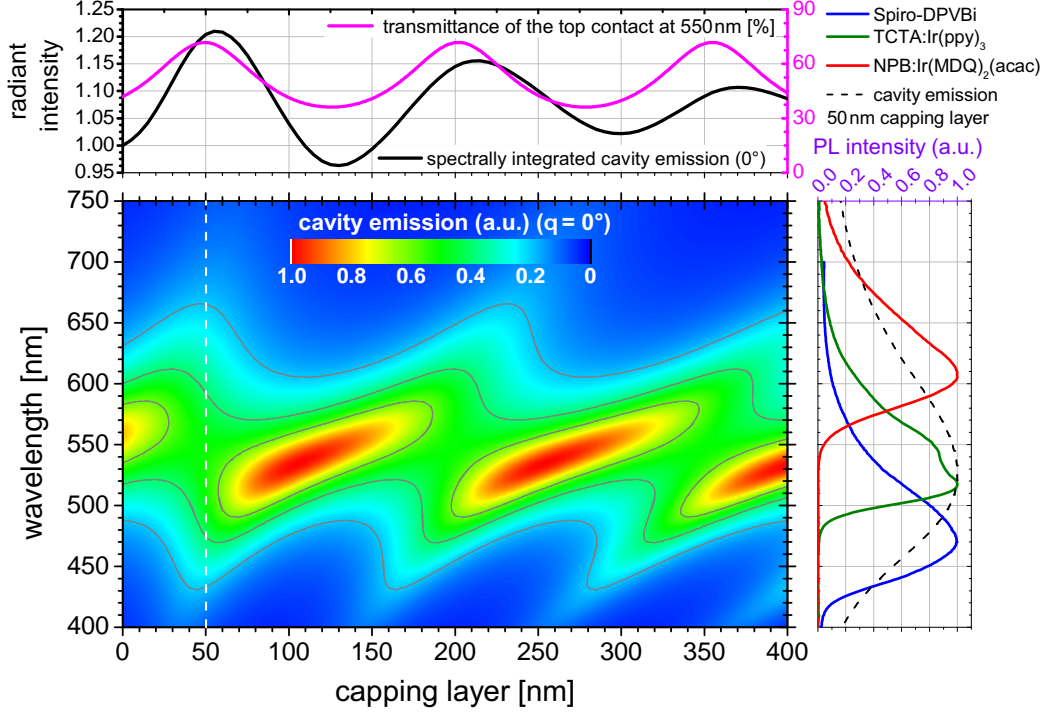 1.25
1.20
1.15
1.10
1.05
1.00
0.95
radiant
intensity
transmittance of the top contact at 550 nm [%]
spectrally integrated cavity emission (0°)
90
60
30
0
Spiro-DPVBi
TCTA:Ir(ppy)3
NPB:Ir(MDQ)2(acac)
cavity emission
50 nm capping layer
PL intensity (a.u.)
0.0 0.2 0.4 0.6 0.8 1.0
cavity emission (a.u.) (q = 0°)
1.0 0.8 0.6 0.4 0.2 0
750
700
650
600
550
500
450
400
wavelength [nm]
0 50 100 150 200 250 300 350 400
capping layer [nm]